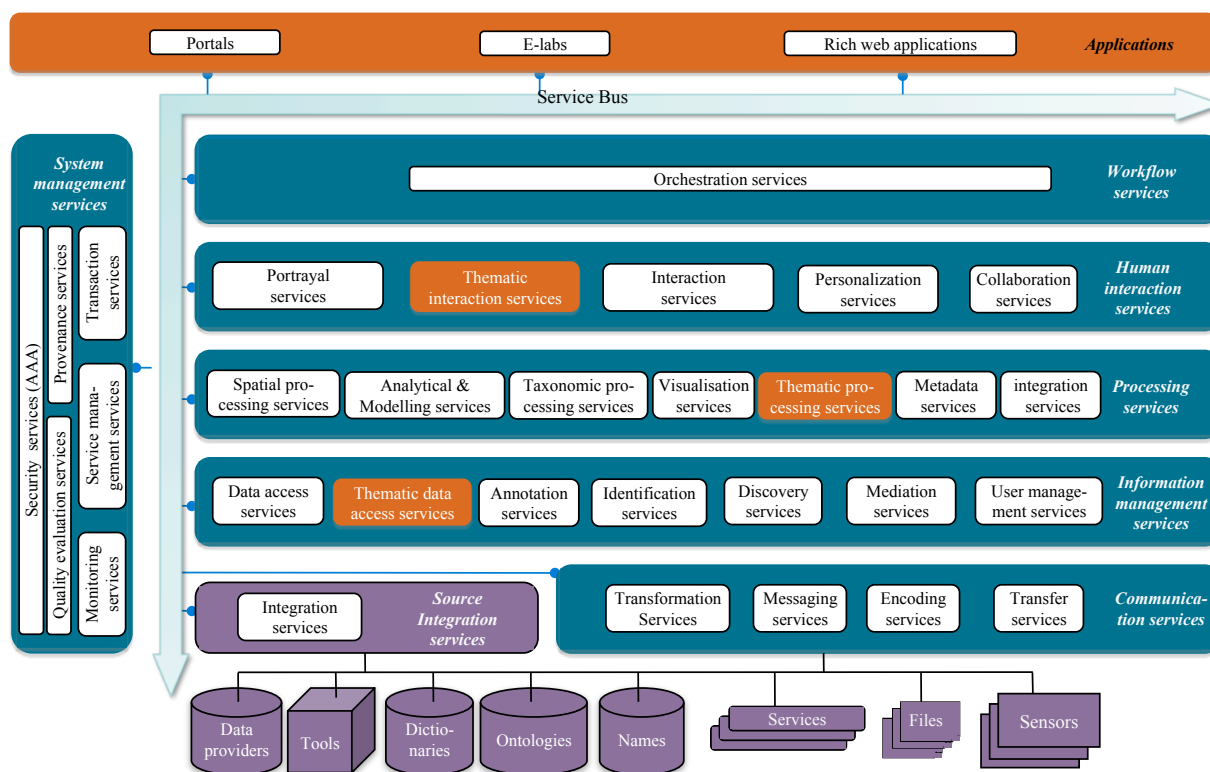 Portals
E-labs
Rich web applications
Applications
Service Bus
System
management
services
Security  services (AAA)
Provenance services
Quality evaluation services
Transaction
services
Service mana-
gement services
Monitoring
services
Orchestration services
Workflow
services
Portrayal
services
Thematic
interaction services
Interaction
services
Personalization
services
Collaboration
services
Human
interaction
services
Spatial pro-
cessing services
Analytical &
Modelling services
Taxonomic pro-
cessing services
Visualisation
services
Thematic pro-
cessing services
Metadata
services
integration
services
Processing
services
Data access
services
Thematic data
access services
Annotation
services
Identification
services
Discovery
services
Mediation
services
User manage-
ment services
Information
management
services
Integration
services
Source
Integration
services
Transformation
Services
Messaging
services
Encoding
services
Transfer
services
Communica-
tion services
Data
providers
Tools
Dictio-
naries
Ontologies
Names
Services
Files
Sensors